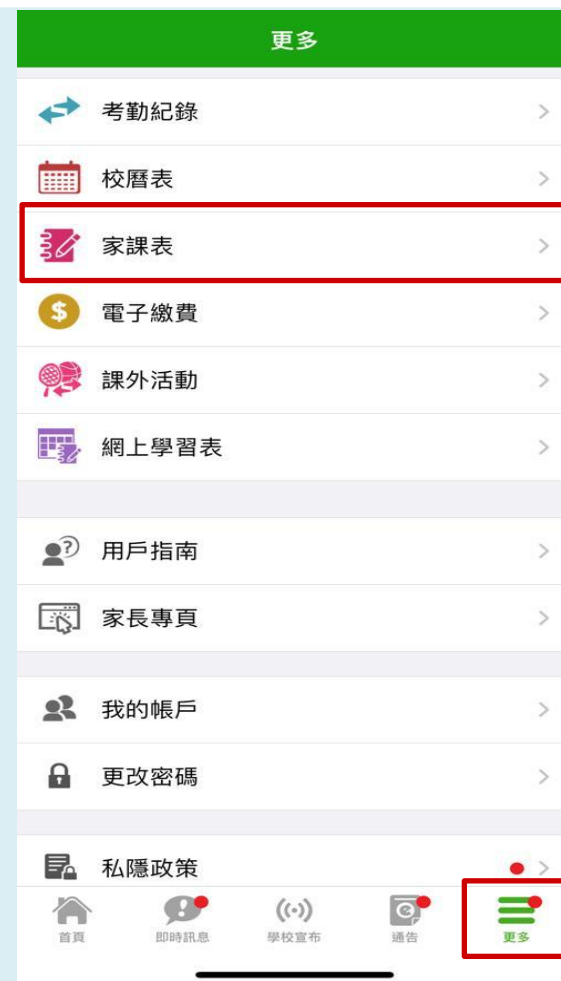 更多
考勤紀錄
校曆表
家課表
電子繳費
課外活動
網上學習表
用戶指南
家長專頁
我的帳戶
更改密碼
私隱政策
首頁
即時訊息
學校宣布
通告
更多